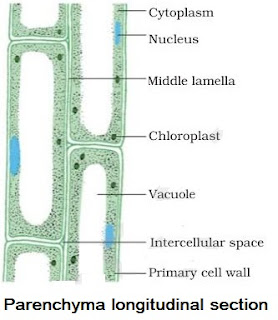 Cytoplasm
Nucleus
Middle lamella
Chloroplast
Vacuole
Intercellular space
Primary cell wall
Parenchyma longitudinal section